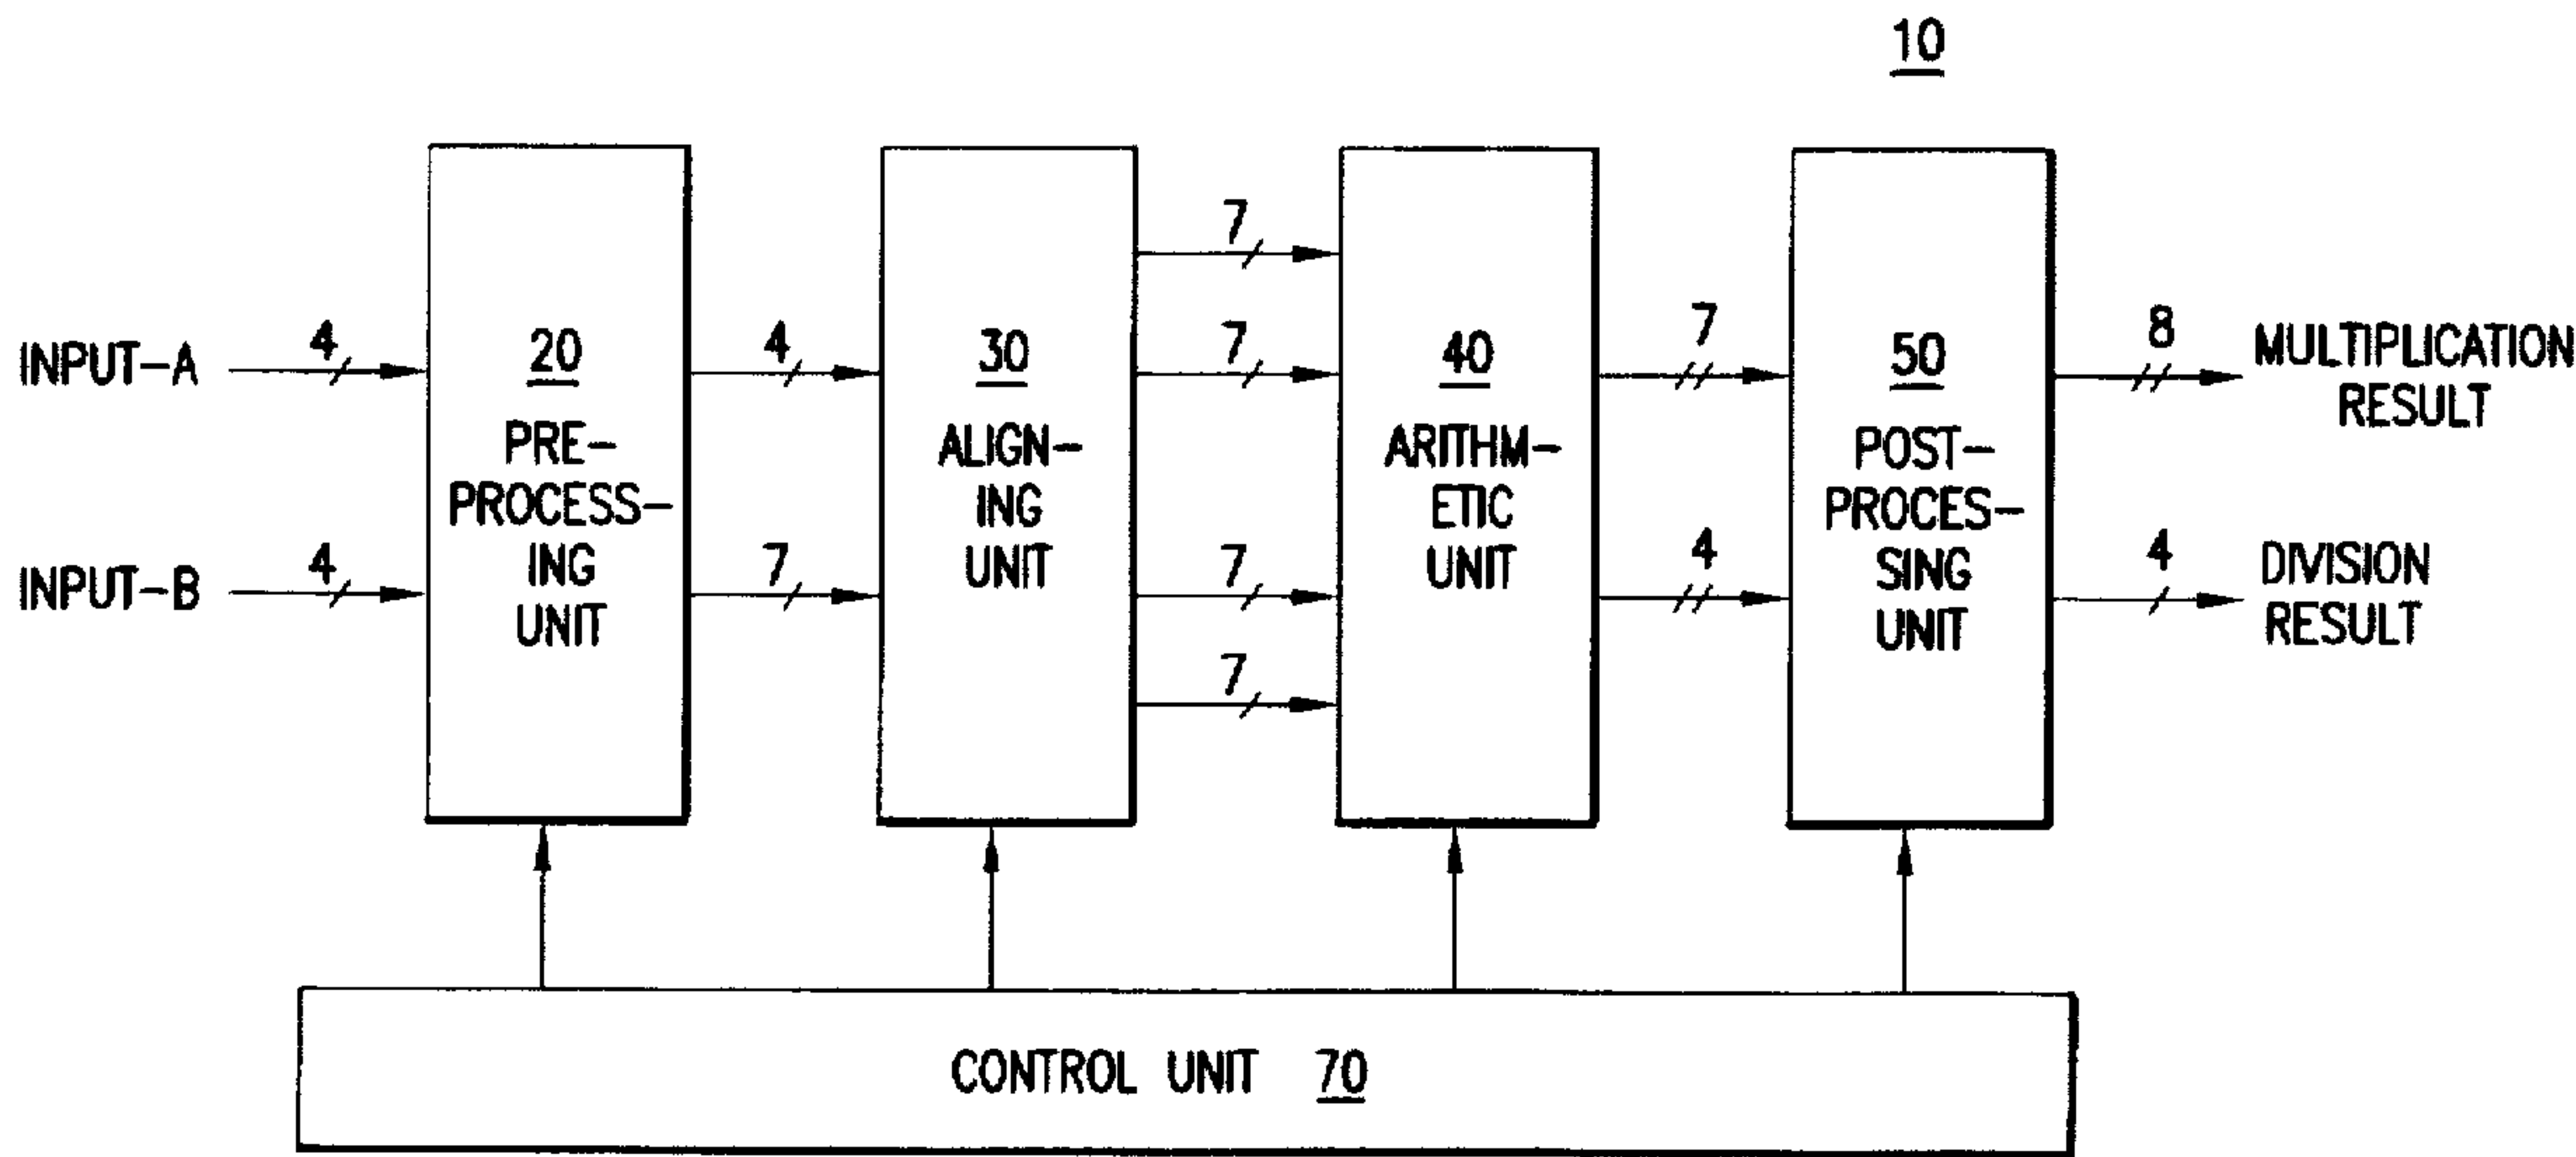 10
INPUT-A
4
INPUT-B
4
20
PRE-
PROCESS-
ING
UNIT
4
7
30
ALIGN-
ING
UNIT
7
7
7
7
40
ARITHM-
ETIC
UNIT
7
4
50
POST-
PROCES-
SING
UNIT
8
MULTIPLICATION
RESULT
4
DIVISION
RESULT
CONTROL UNIT 70